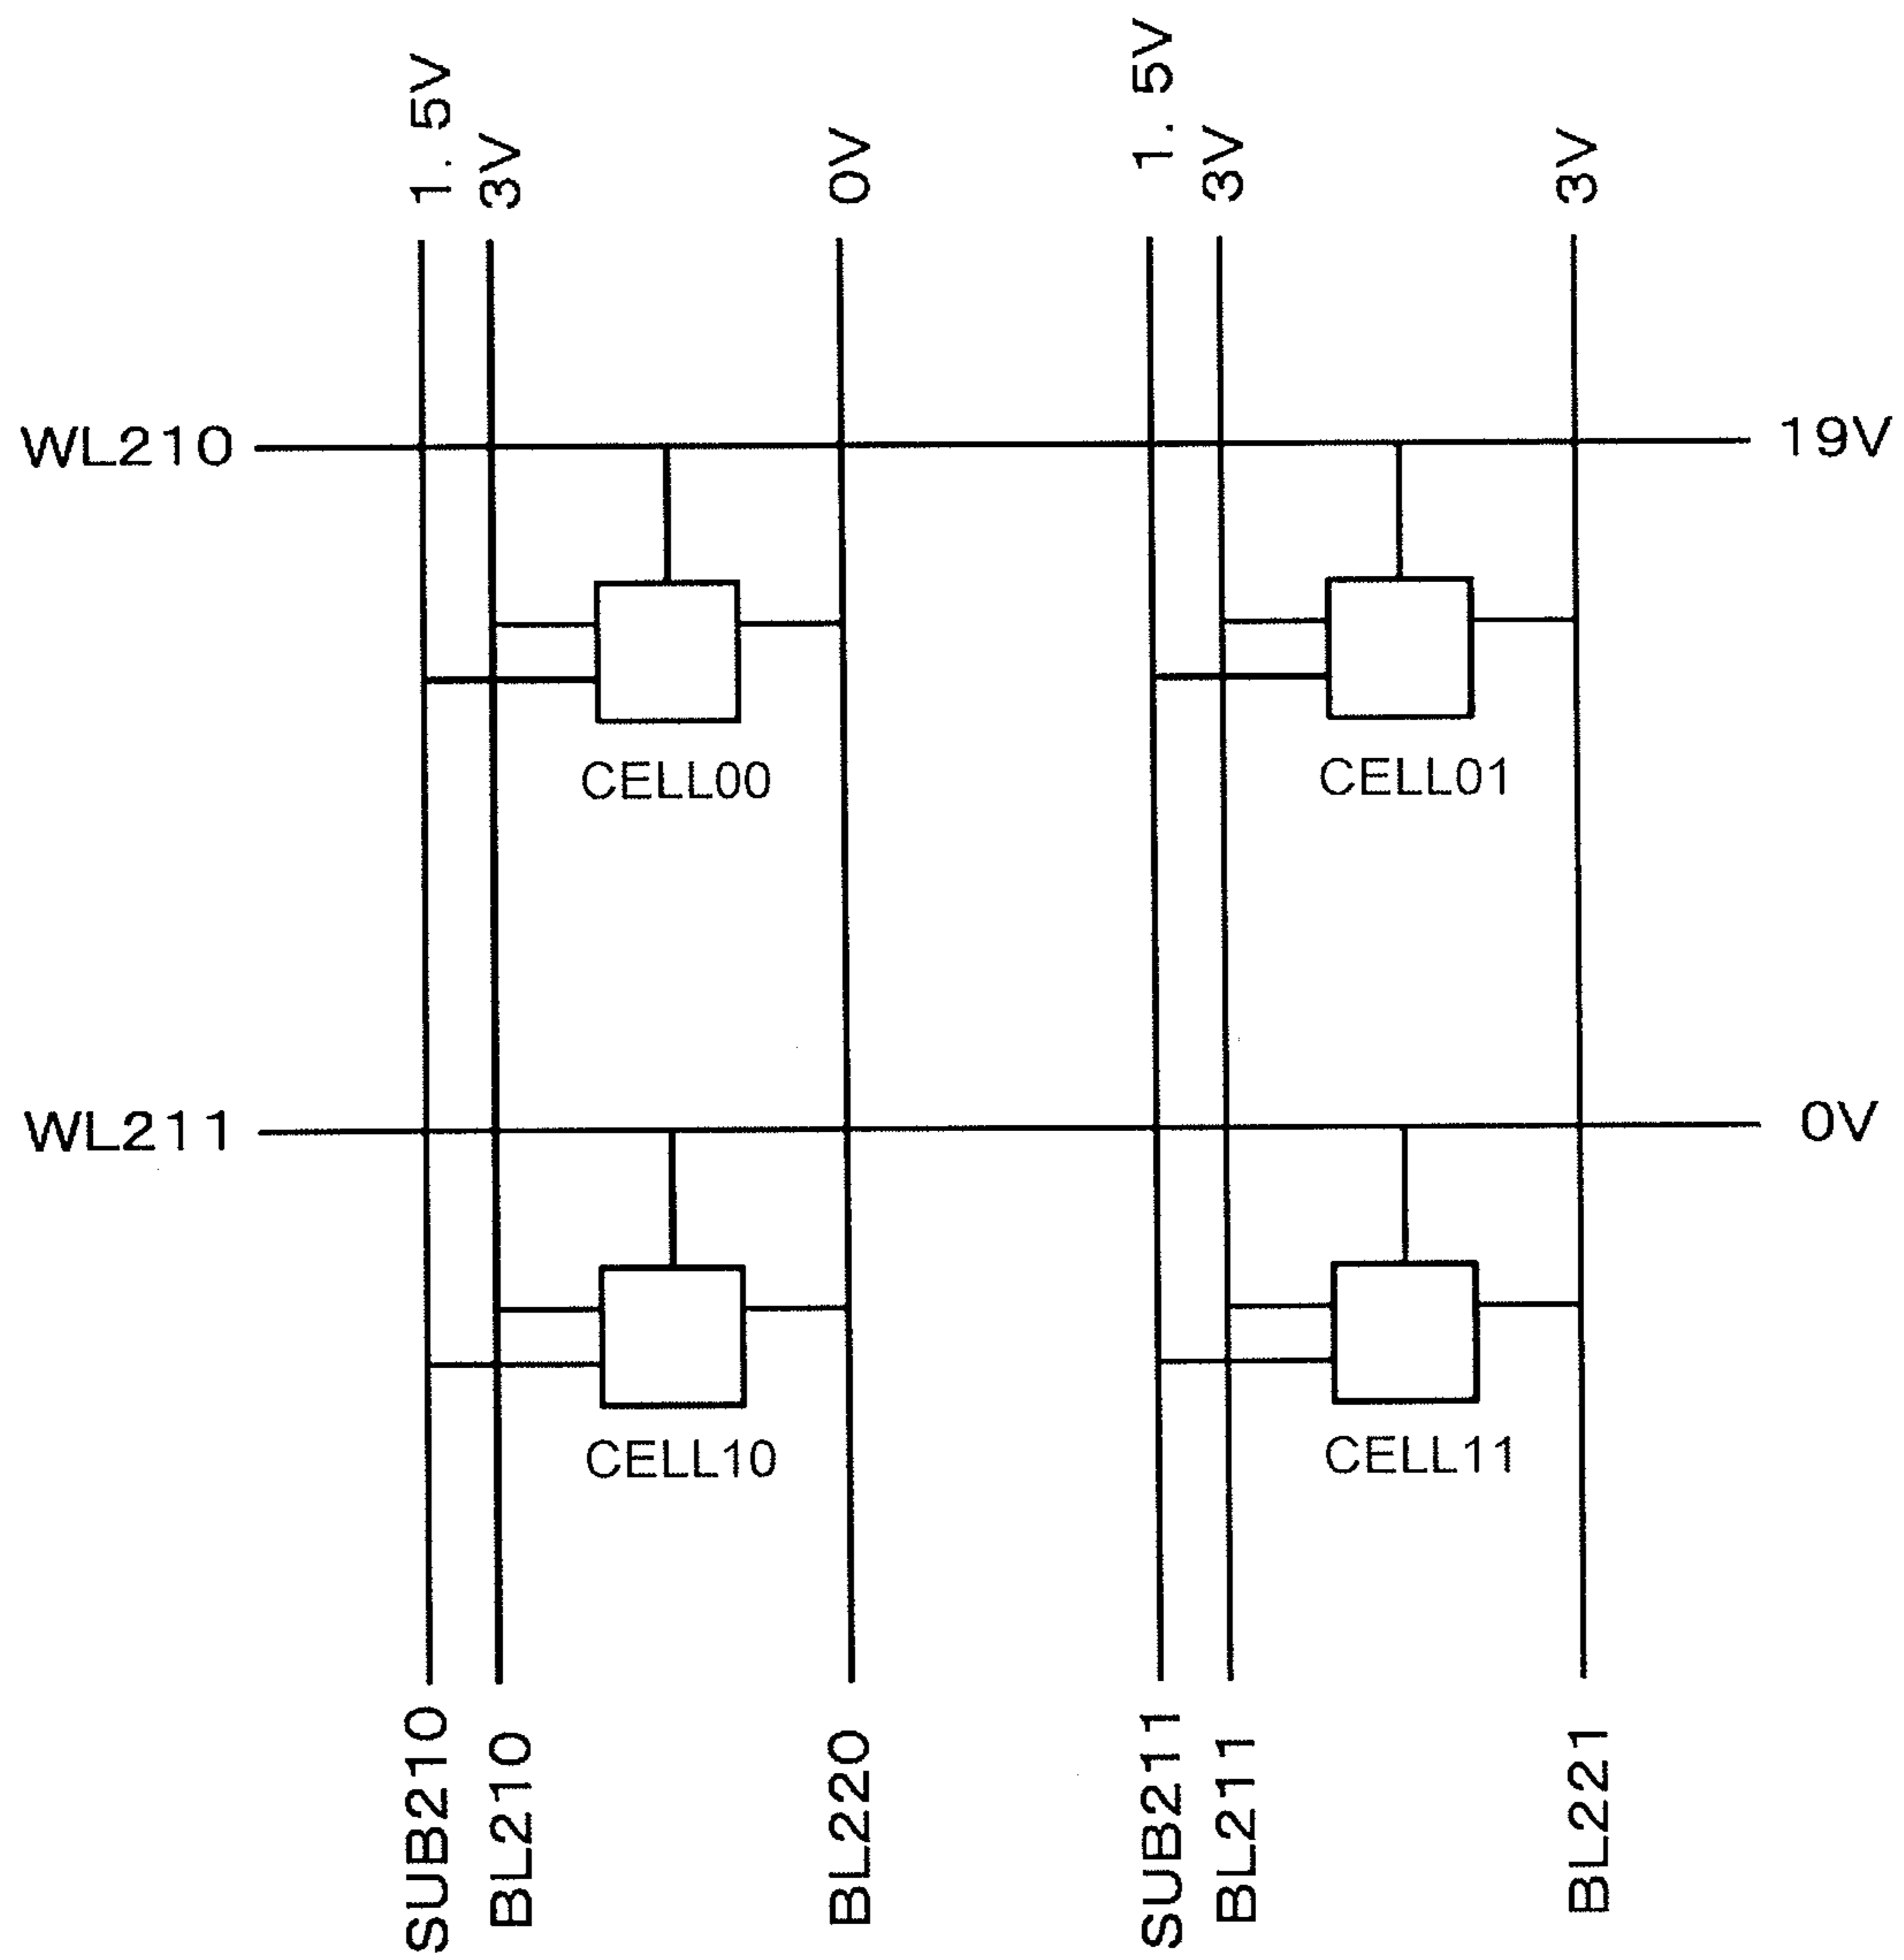 1. 5V
3V
0V
1. 5V
3V
3V
WL210
19V
CELL00
CELL01
WL211
0V
CELL10
CELL11
SUB210
BL210
BL220
SUB211
BL211
BL221